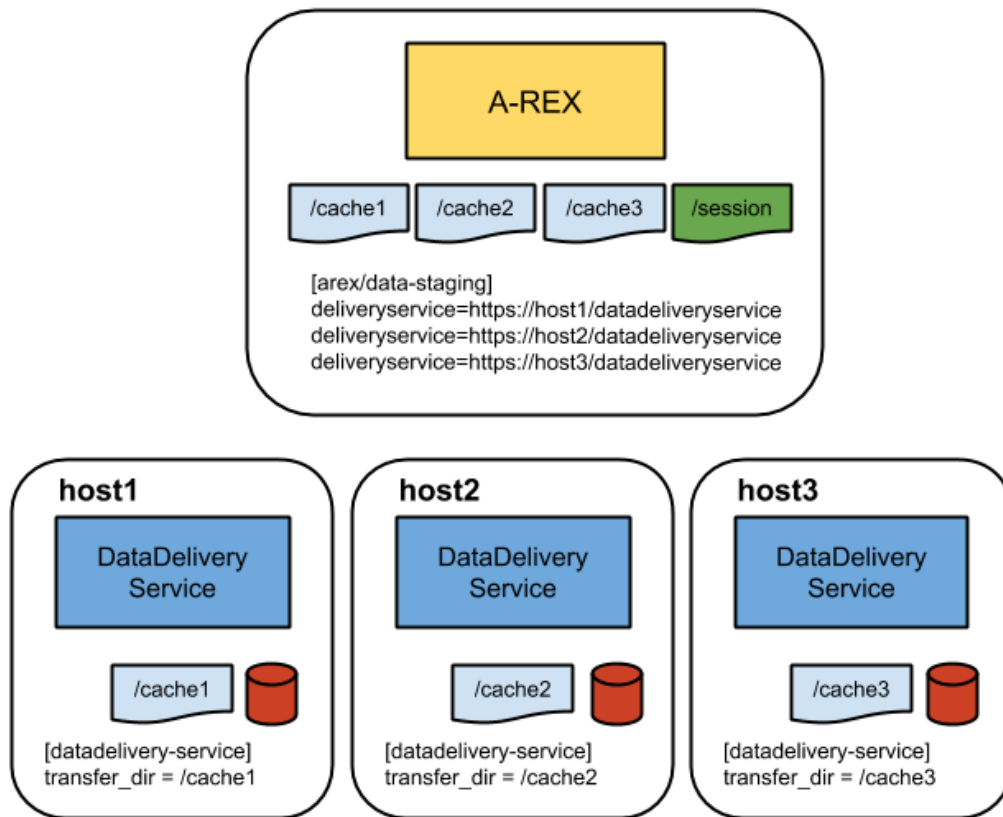 A-REX
/cache1
/cache2
/cache3
/session
[arex/data-staging]
deliveryservice=https://host1/datadeliveryservice
deliveryservice=https://host2/datadeliveryservice
deliveryservice=https://host3/datadeliveryservice
host1
DataDelivery
Service
/cache1
[datadelivery-service]
transfer_dir = /cache1
host2
DataDelivery
Service
/cache2
[datadelivery-service]
transfer_dir = /cache2
host3
DataDelivery
Service
/cache3
[datadelivery-service]
transfer_dir = /cache3